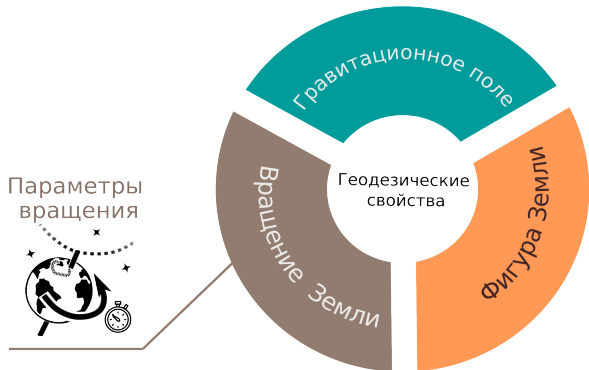 Гравитационное поле
Геодезические
свойства
Фигура Земли
Вращение Земли
Параметры
вращения